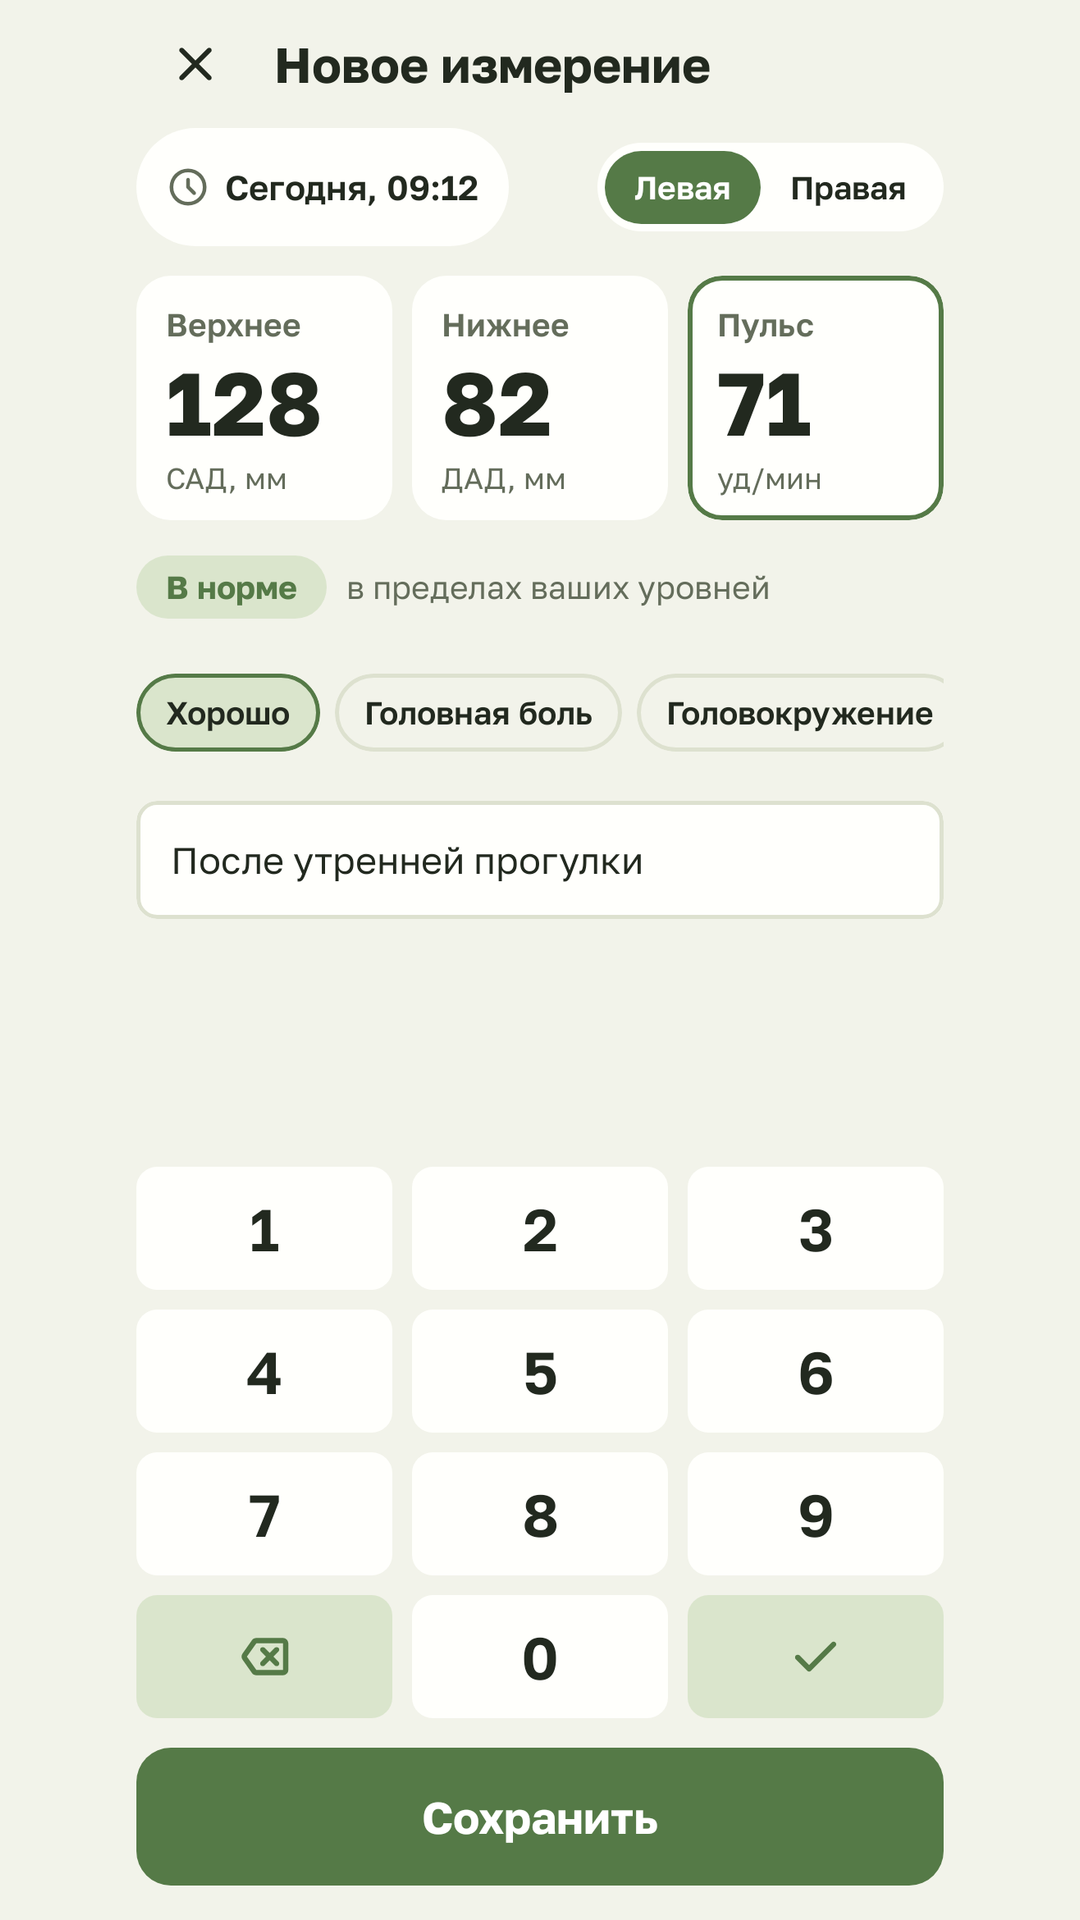 Новое измерение
Сегодня, 09:12
Левая Правая
Верхнее Нижнее Пульс
128 82 71
САД, мм ДАД, мм уд/мин
В норме в пределах ваших уровней
Хорошо Головная боль Головокружение
После утренней прогулки
1 2 3
4 5 6
7 8 9
0
Сохранить